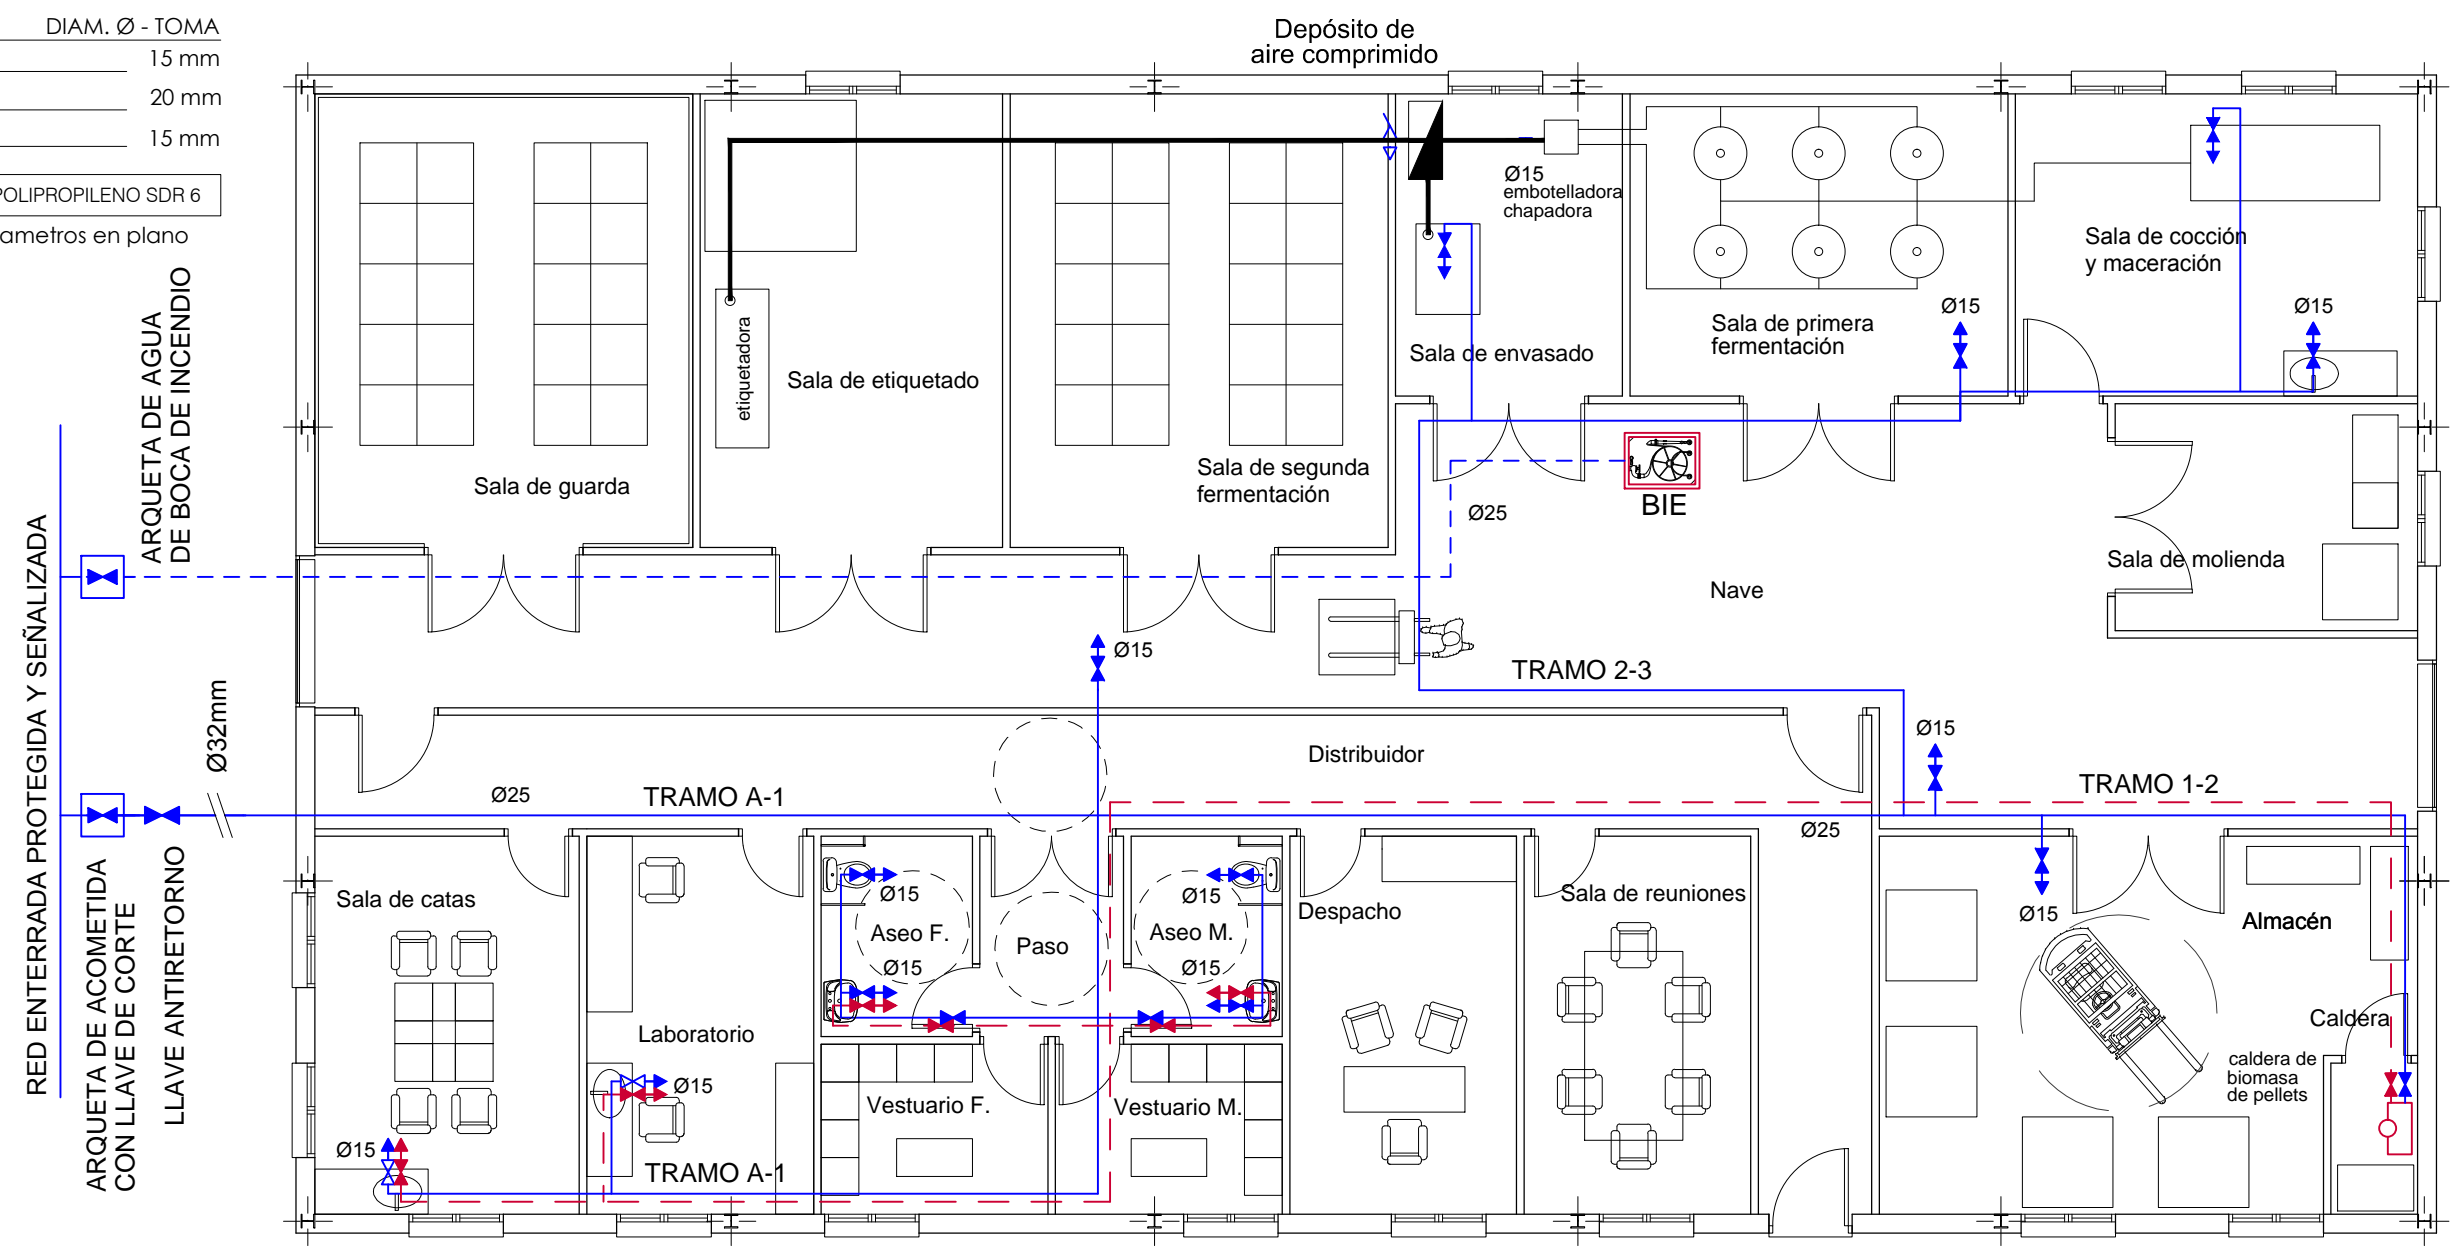 DIAM. Ø - TOMA
15 mm
20 mm
15 mm
POLIPROPILENO SDR 6
ametros en plano
Depósito de
aire comprimido
ARQUETA DE AGUA
DE BOCA DE INCENDIO
RED ENTERRADA PROTEGIDA Y SEÑALIZADA
Ø32mm
ARQUETA DE ACOMETIDA
CON LLAVE DE CORTE
LLAVE ANTIRETORNO
Sala de guarda
etiquetadora
Sala de etiquetado
Sala de segunda
fermentación
Ø15
embotelladora
chapadora
Sala de envasado
Sala de primera
fermentación
Ø15
Sala de cocción
y maceración
Ø15
BIE
Ø25
Sala de molienda
Nave
Ø15
TRAMO 2-3
Ø15
Distribuidor
Ø25
TRAMO A-1
TRAMO 1-2
Ø25
Sala de catas
Ø15
Laboratorio
Ø15
TRAMO A-1
Ø15
Aseo F.
Ø15
Paso
Ø15
Aseo M.
Ø15
Vestuario F.
Vestuario M.
Despacho
Sala de reuniones
Ø15
Almacén
Caldera
caldera de
biomasa
de pellets